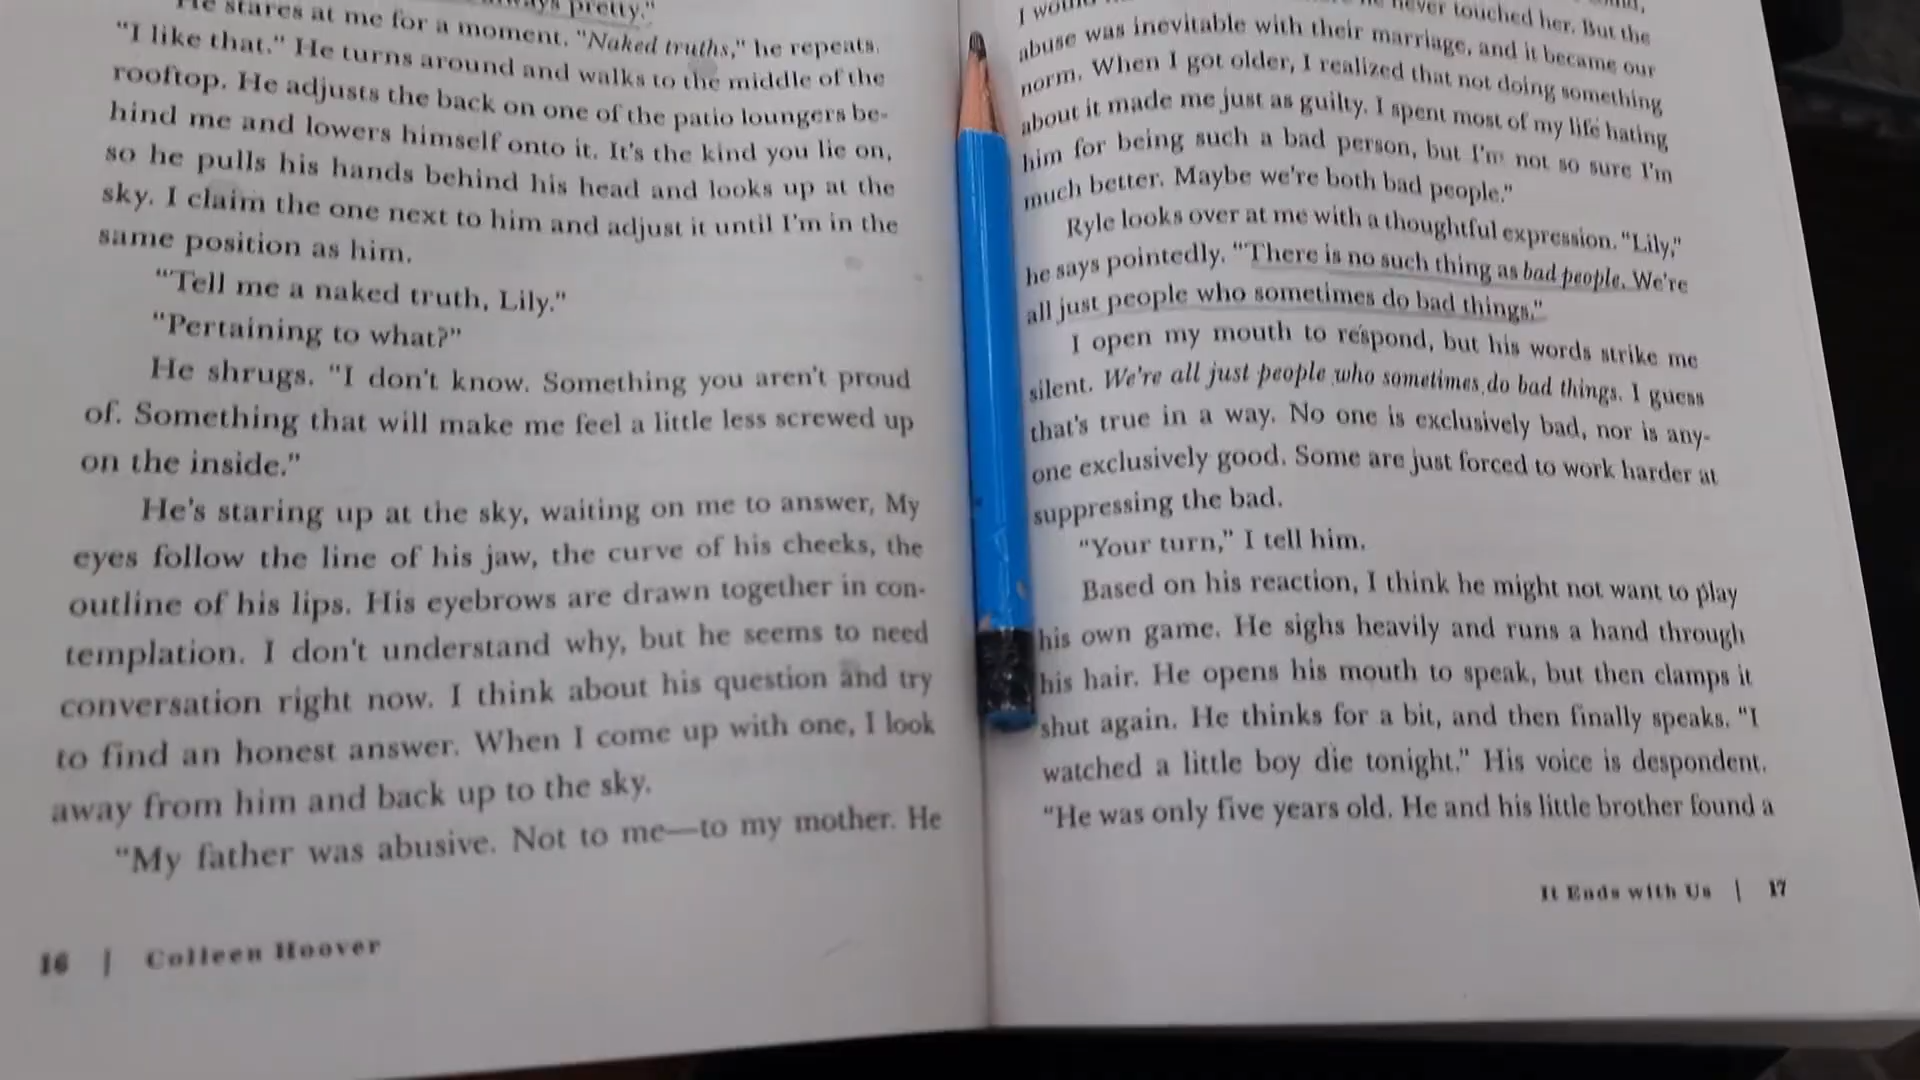 pretty."
He stares at me for a moment. "Naked truths," he repeats.
"I like that." He turns around and walks to the middle of the
rooftop. He adjusts the back on one of the patio loungers be-
hind me and lowers himself onto it. It's the kind you lie on,
so he pulls his hands behind his head and looks up at the
sky. I claim the one next to him and adjust it until I'm in the
same position as him.
"Tell me a naked truth, Lily."
"Pertaining to what?"
He shrugs. "I don't know. Something you aren't proud
of. Something that will make me feel a little less screwed up
on the inside."
He's staring up at the sky, waiting on me to answer, My
eyes follow the line of his jaw, the curve of his cheeks, the
outline of his lips. His eyebrows are drawn together in con-
templation. I don't understand why, but he seems to need
conversation right now. I think about his question and try
to find an honest answer. When I come up with one, I look
away from him and back up to the sky.
"My father was abusive. Not to me—to my mother. He
16 | Colleen Hoover
I would never touched her. But the
abuse was inevitable with their marriage, and it became our
norm. When I got older, I realized that not doing something
about it made me just as guilty. I spent most of my life hating
him for being such a bad person, but I'm not so sure I'm
much better. Maybe we're both bad people."
Ryle looks over at me with a thoughtful expression. "Lily,"
he says pointedly. "There is no such thing as bad people. We're
all just people who sometimes do bad things."
I open my mouth to respond, but his words strike me
silent. We're all just people who sometimes do bad things. I guess
that's true in a way. No one is exclusively bad, nor is any-
one exclusively good. Some are just forced to work harder at
suppressing the bad.
"Your turn," I tell him.
Based on his reaction, I think he might not want to play
his own game. He sighs heavily and runs a hand through
his hair. He opens his mouth to speak, but then clamps it
shut again. He thinks for a bit, and then finally speaks. "I
watched a little boy die tonight." His voice is despondent.
"He was only five years old. He and his little brother found a
It Ends with Us | 17